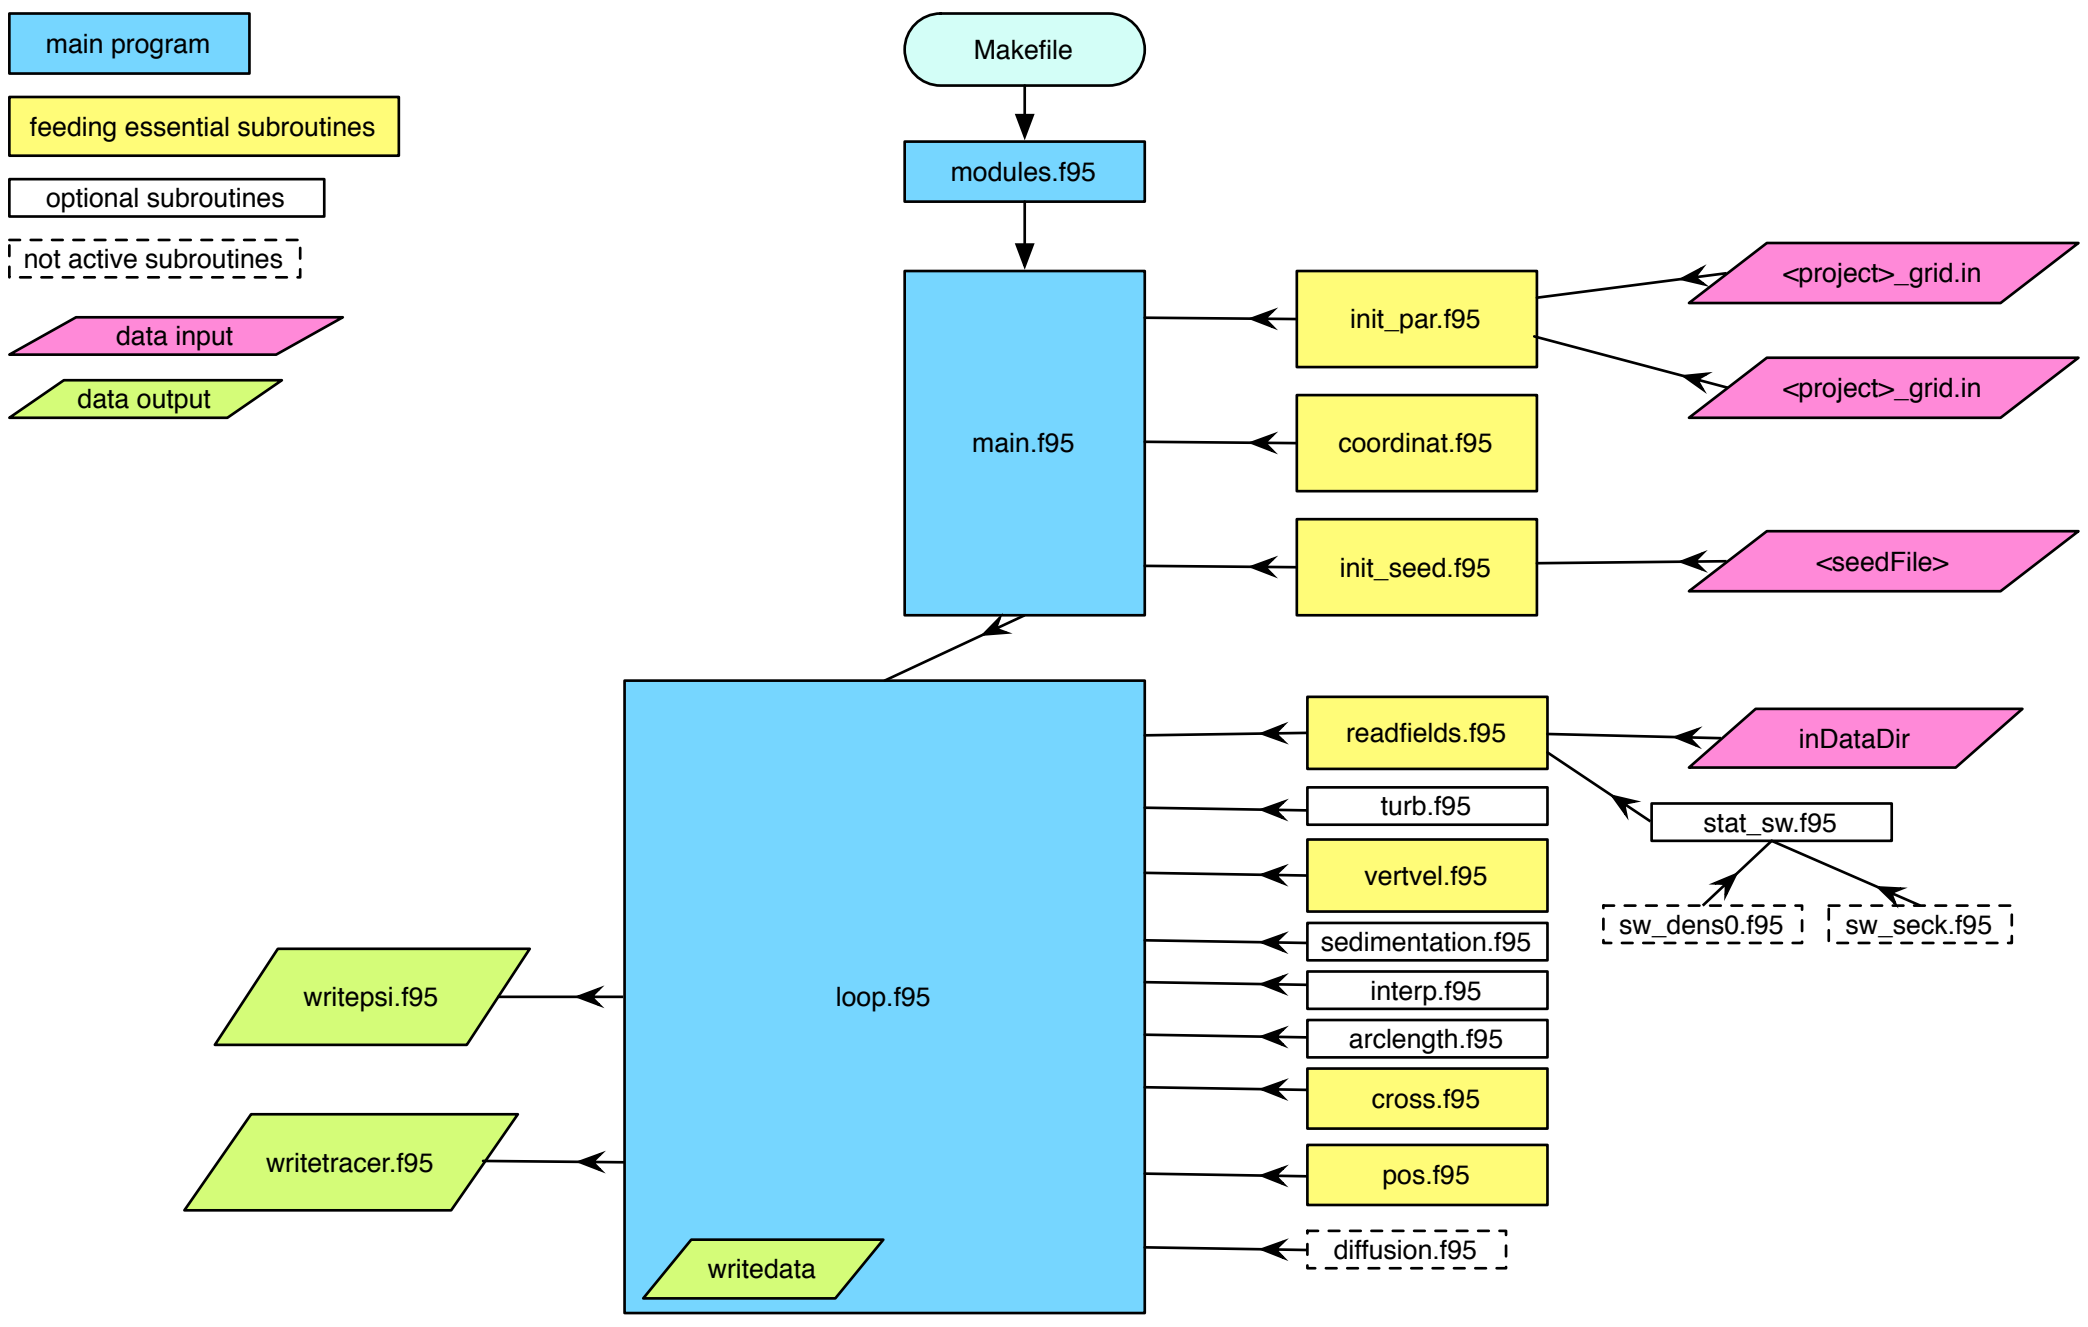 main program
feeding essential subroutines
optional subroutines
not active subroutines
data input
data output
Makefile
modules.f95
main.f95
init_par.f95
<project>_grid.in
<project>_grid.in
coordinat.f95
init_seed.f95
<seedFile>
loop.f95
readfields.f95
inDataDir
turb.f95
stat_sw.f95
vertvel.f95
sw_dens0.f95
sw_seck.f95
sedimentation.f95
interp.f95
arclength.f95
cross.f95
pos.f95
diffusion.f95
writepsi.f95
writetracer.f95
writedata